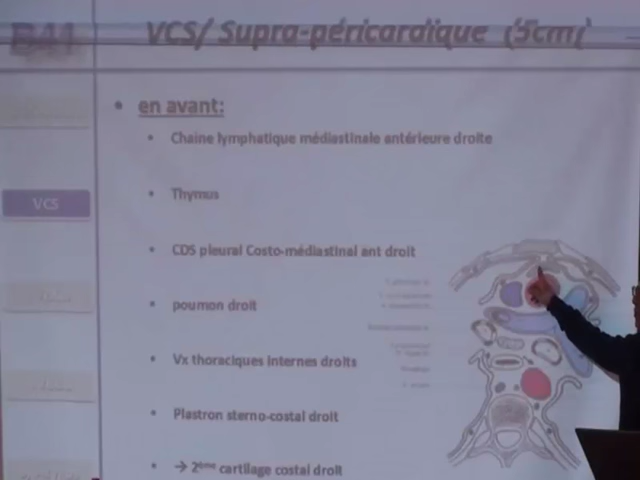 VCS/ Supra-péricardique (5cm)
en avant:
Chaine lymphatique médiastinale antérieure droite
Thymus
VCS
CDS pleural Costo-médiastinal ant droit
poumon droit
Vx thoraciques internes droits
Plastron sterno-costal droit
→ 2ème cartilage costal droit